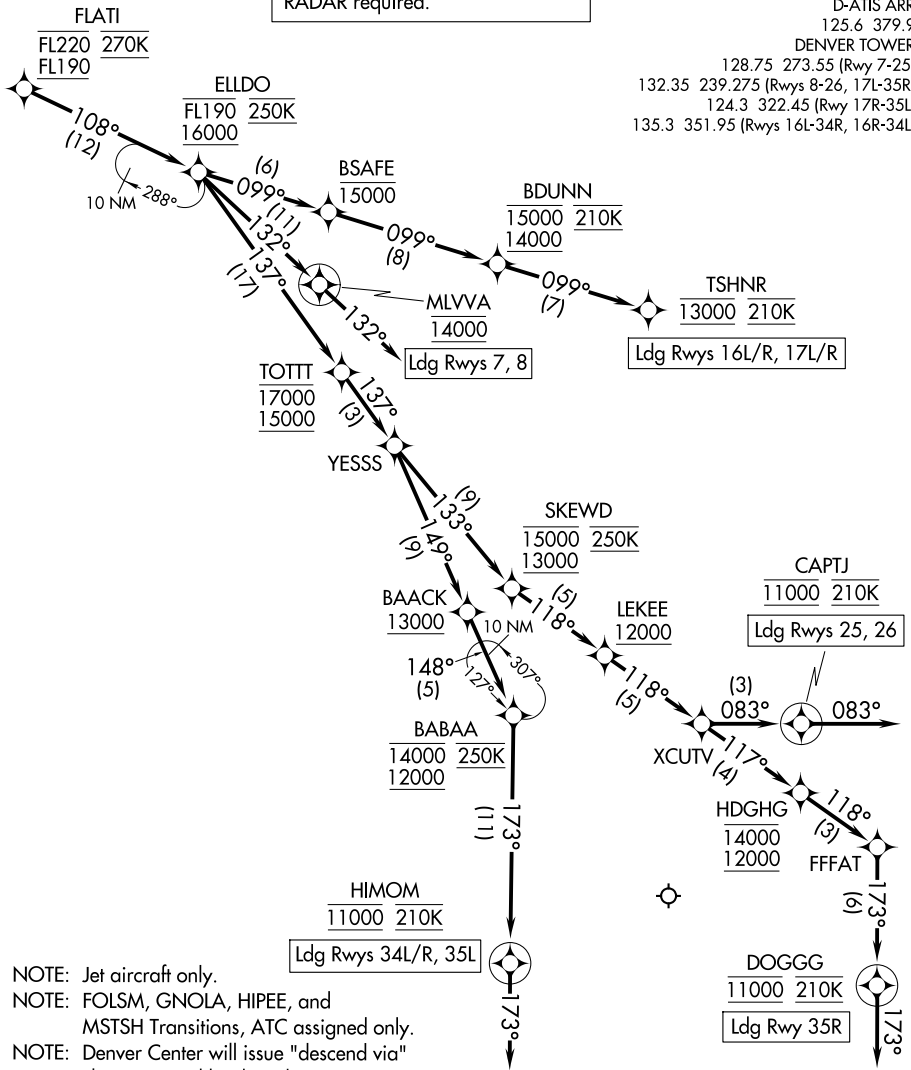 RADAR required.
D-ATIS ARR
125.6 379.9
DENVER TOWER
128.75 273.55 (Rwy 7-25
132.35 239.275 (Rwys 8-26, 17L-35R
124.3 322.45 (Rwy 17R-35L
135.3 351.95 (Rwys 16L-34R, 16R-34L
FLATI
FL220 270K
FL190
108°
(12)
10 NM
288°
ELLDO
FL190 250K
16000
(6)
099°
BSAFE
15000
099°
(8)
BDUNN
15000 210K
14000
099°
(7)
TSHNR
13000 210K
Ldg Rwys 16L/R, 17L/R
(11)
132°
MLVVA
14000
132°
Ldg Rwys 7, 8
137°
(17)
TOTTT
17000
15000
137°
(3)
YESSS
(9)
133°
149°
(9)
SKEWD
15000 250K
13000
(5)
118°
LEKEE
12000
118°
(5)
CAPTJ
11000 210K
Ldg Rwys 25, 26
(3)
083°
083°
XCUTV
117°
(4)
HDGHG
14000
12000
118°
(3)
FFFAT
173°
(6)
DOGGG
11000 210K
Ldg Rwy 35R
173°
BAACK
13000
10 NM
148°
(5)
127°
307°
BABAA
14000 250K
12000
173°
(11)
HIMOM
11000 210K
Ldg Rwys 34L/R, 35L
173°
NOTE: Jet aircraft only.
NOTE: FOLSM, GNOLA, HIPEE, and
MSTSH Transitions, ATC assigned only.
NOTE: Denver Center will issue "descend via"